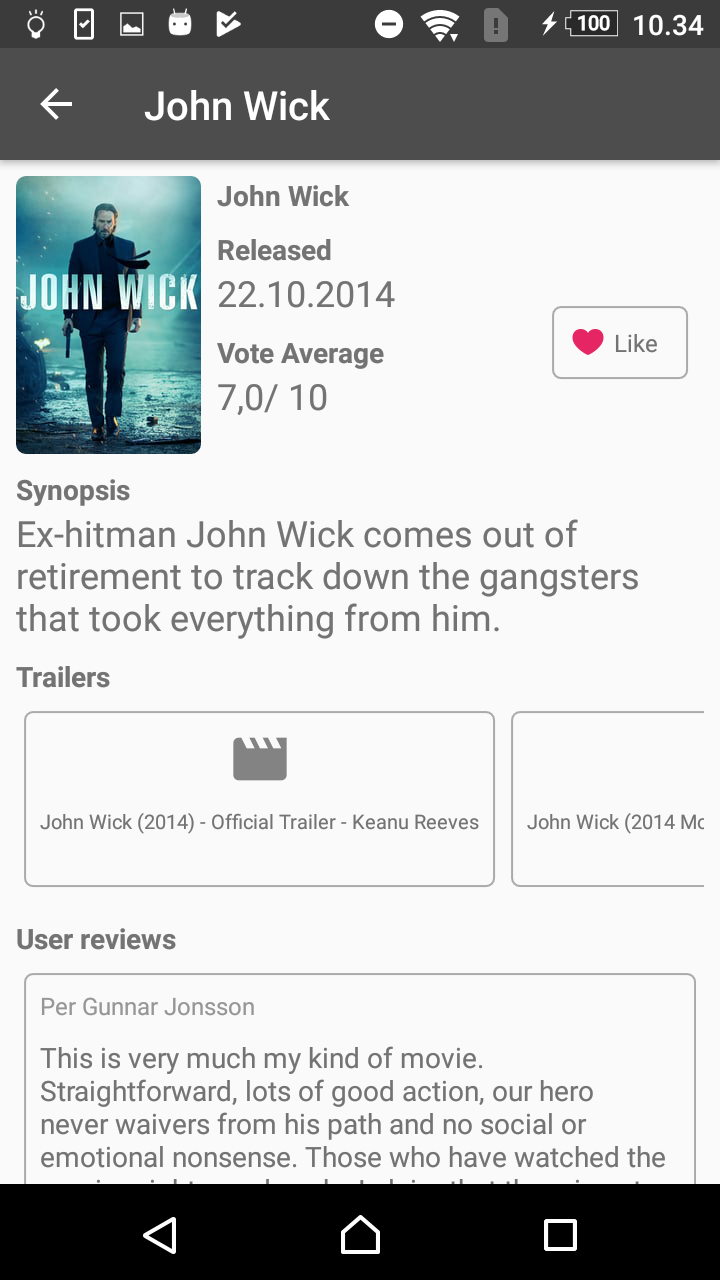 100 10.34
John Wick
JOHN WICK
John Wick
Released
22.10.2014
Vote Average
7,0/ 10
Like
Synopsis
Ex-hitman John Wick comes out of
retirement to track down the gangsters
that took everything from him.
Trailers
John Wick (2014) - Official Trailer - Keanu Reeves
John Wick (2014 Mo
User reviews
Per Gunnar Jonsson
This is very much my kind of movie.
Straightforward, lots of good action, our hero
never waivers from his path and no social or
emotional nonsense. Those who have watched the